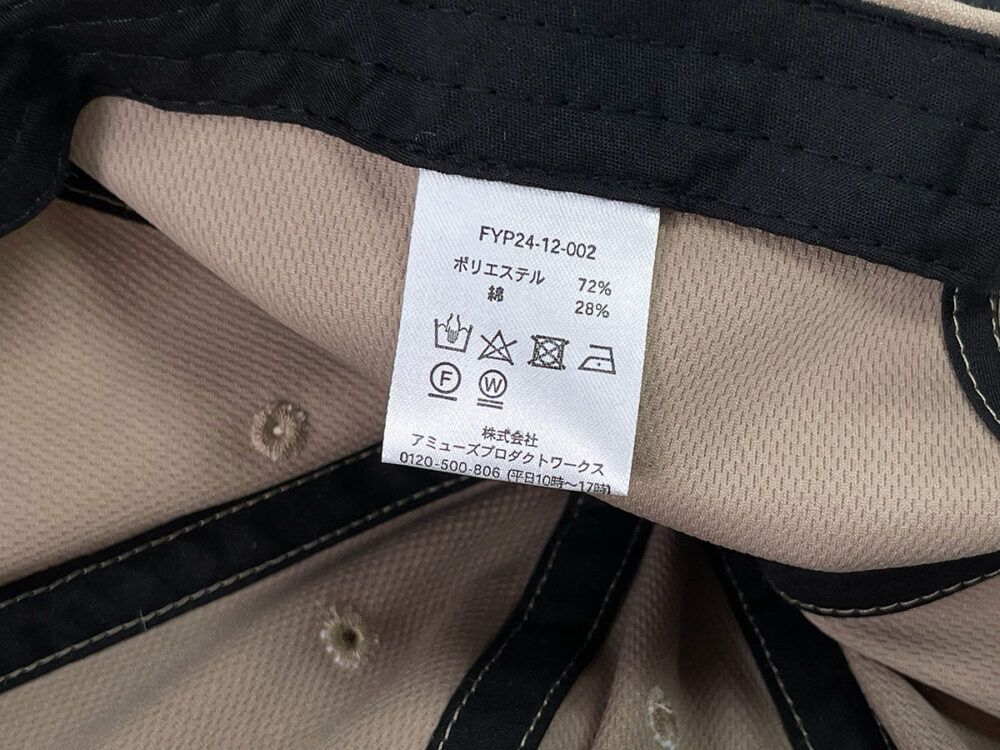 FYP24-12-002
ポリエステル 72%
綿 28%
F W
株式会社
アミューズプロダクトワークス
0120-500-806 (平日10時～17時)